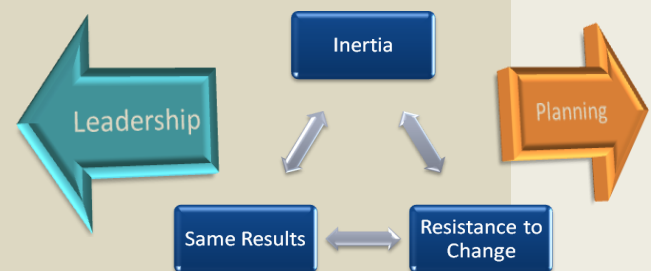 Inertia
Leadership
Planning
Same Results
Resistance to
Change